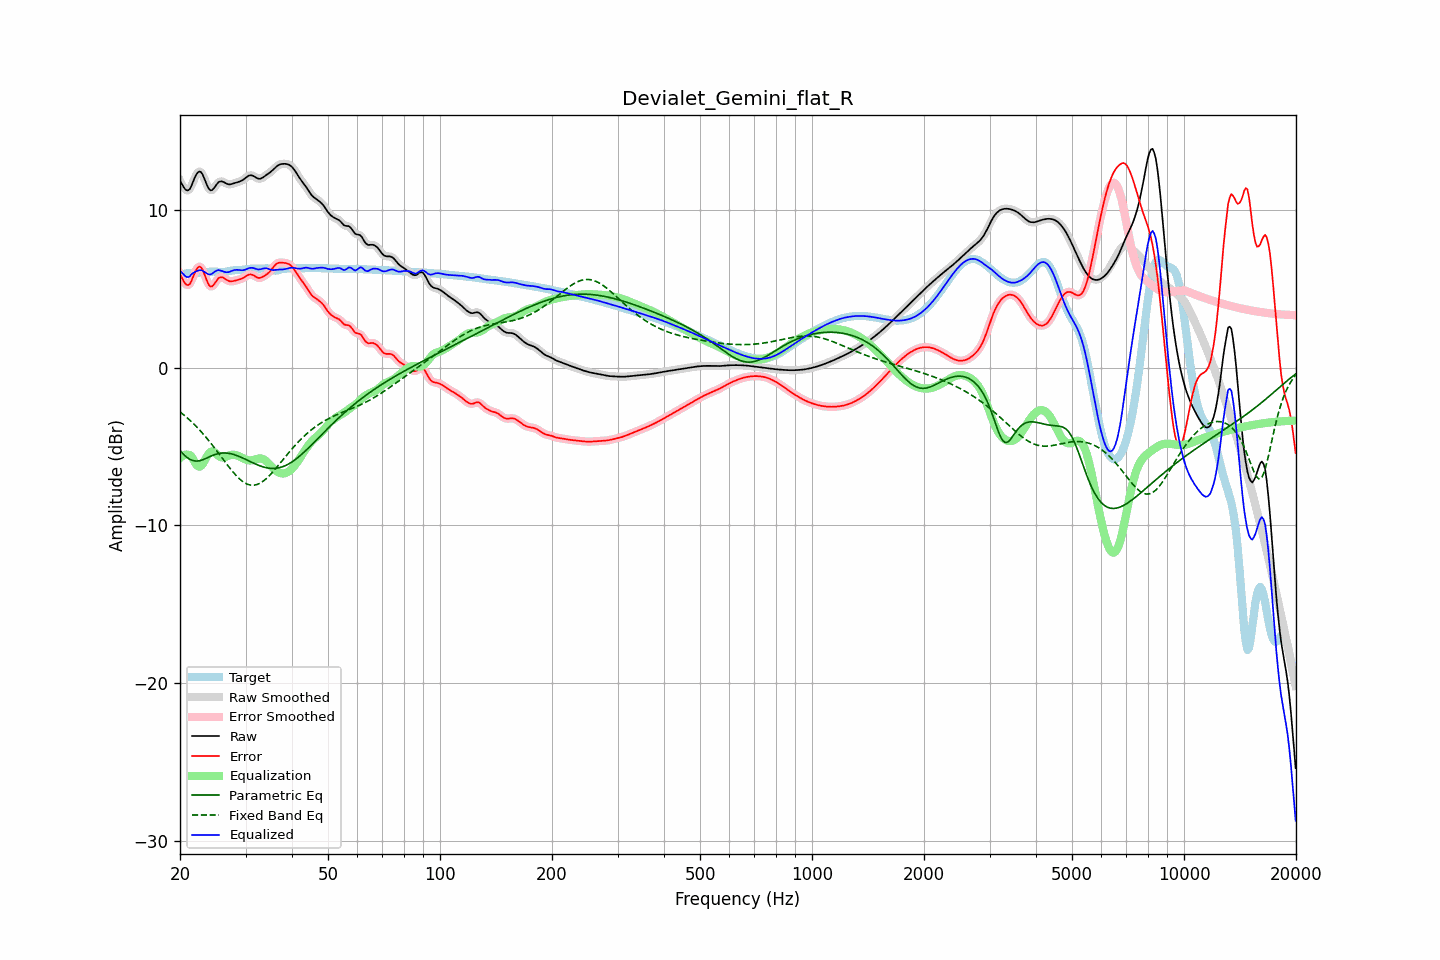 Devialet_Gemini_flat_R
Amplitude (dBr)
10
0
−10
−20
−30
Target
Raw Smoothed
Error Smoothed
Raw
Error
Equalization
Parametric Eq
Fixed Band Eq
Equalized
20 50 100 200 500 1000 2000 5000 10000 20000
Frequency (Hz)